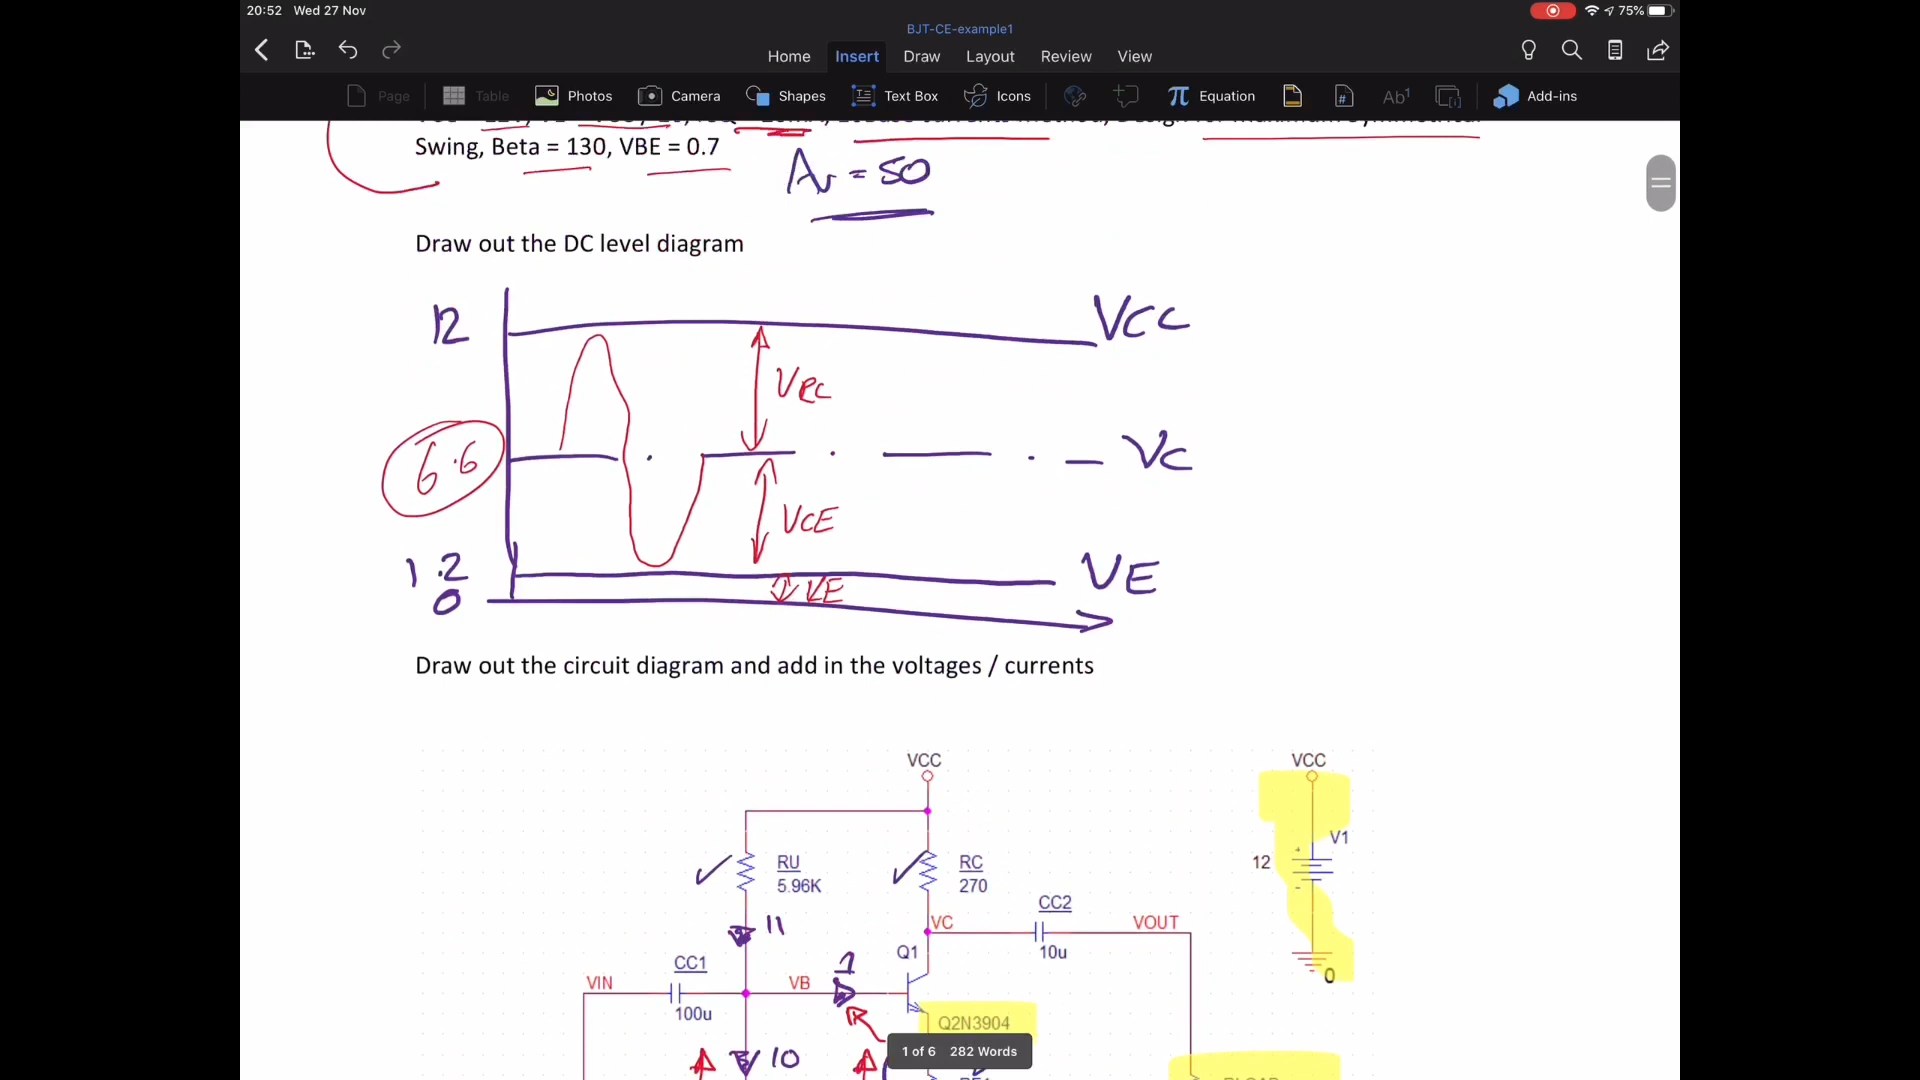 20:52 Wed 27 Nov
75%
BJT-CE-example1
Home Insert Draw Layout Review View
Page Table Photos Camera Shapes Text Box Icons Equation Ab¹ Add-ins
Swing, Beta = 130, VBE = 0.7
Av = 50
Draw out the DC level diagram
12 VCC
VRC
6.6 VC
VCE
1.2 VE
VE
0
Draw out the circuit diagram and add in the voltages / currents
VCC VCC
V1
12
RU RC
5.96K 270
CC2
11 VC VOUT
10u
Q1
CC1 1
0
VIN VB
100u
Q2N3904
10
1 of 6 282 Words